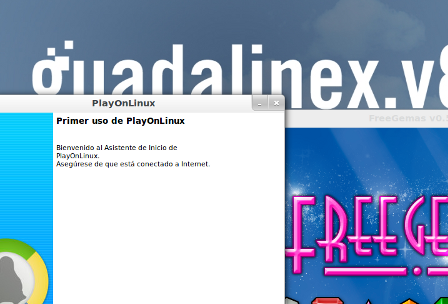 guadalinex.v8
PlayOnLinux
FreeGemas v0.
Primer uso de PlayOnLinux
Bienvenido al Asistente de Inicio de
PlayOnLinux.
Asegúrese de que está conectado a Internet.
FREEGE